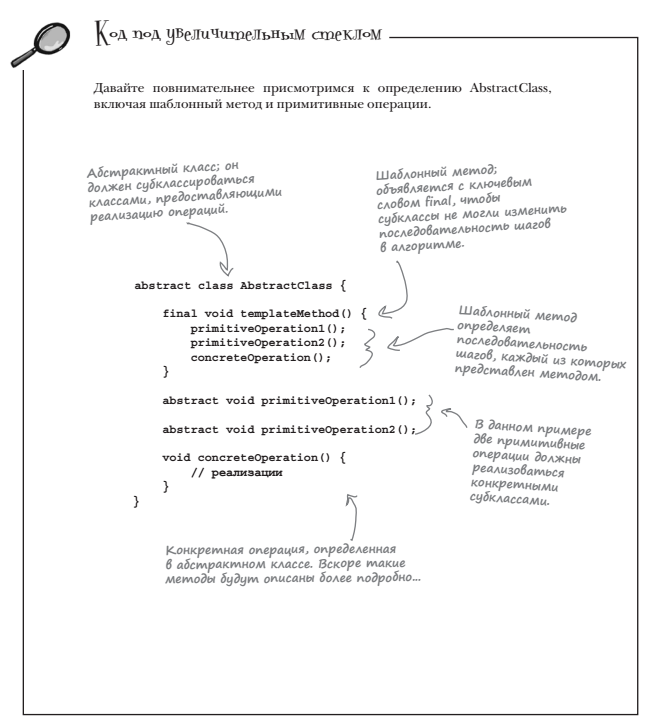 Код под увеличительным стеклом
Давайте повнимательнее присмотримся к определению AbstractClass,
включая шаблонный метод и примитивные операции.
Абстрактный класс; он
должен субклассироваться
классами, предоставляющими
реализацию операций.
Шаблонный метод;
объявляется с ключевым
словом final, чтобы
субклассы не могли изменить
последовательность шагов
в алгоритме.
abstract class AbstractClass {
final void templateMethod() {
primitiveOperation1();
primitiveOperation2();
concreteOperation();
}
Шаблонный метод
определяет
последовательность
шагов, каждый из которых
представлен методом.
abstract void primitiveOperation1();
abstract void primitiveOperation2();
В данном примере
две примитивные
операции должны
реализоваться
конкретными
субклассами.
void concreteOperation() {
// реализации
}
}
Конкретная операция, определенная
в абстрактном классе. Вскоре такие
методы будут описаны более подробно...